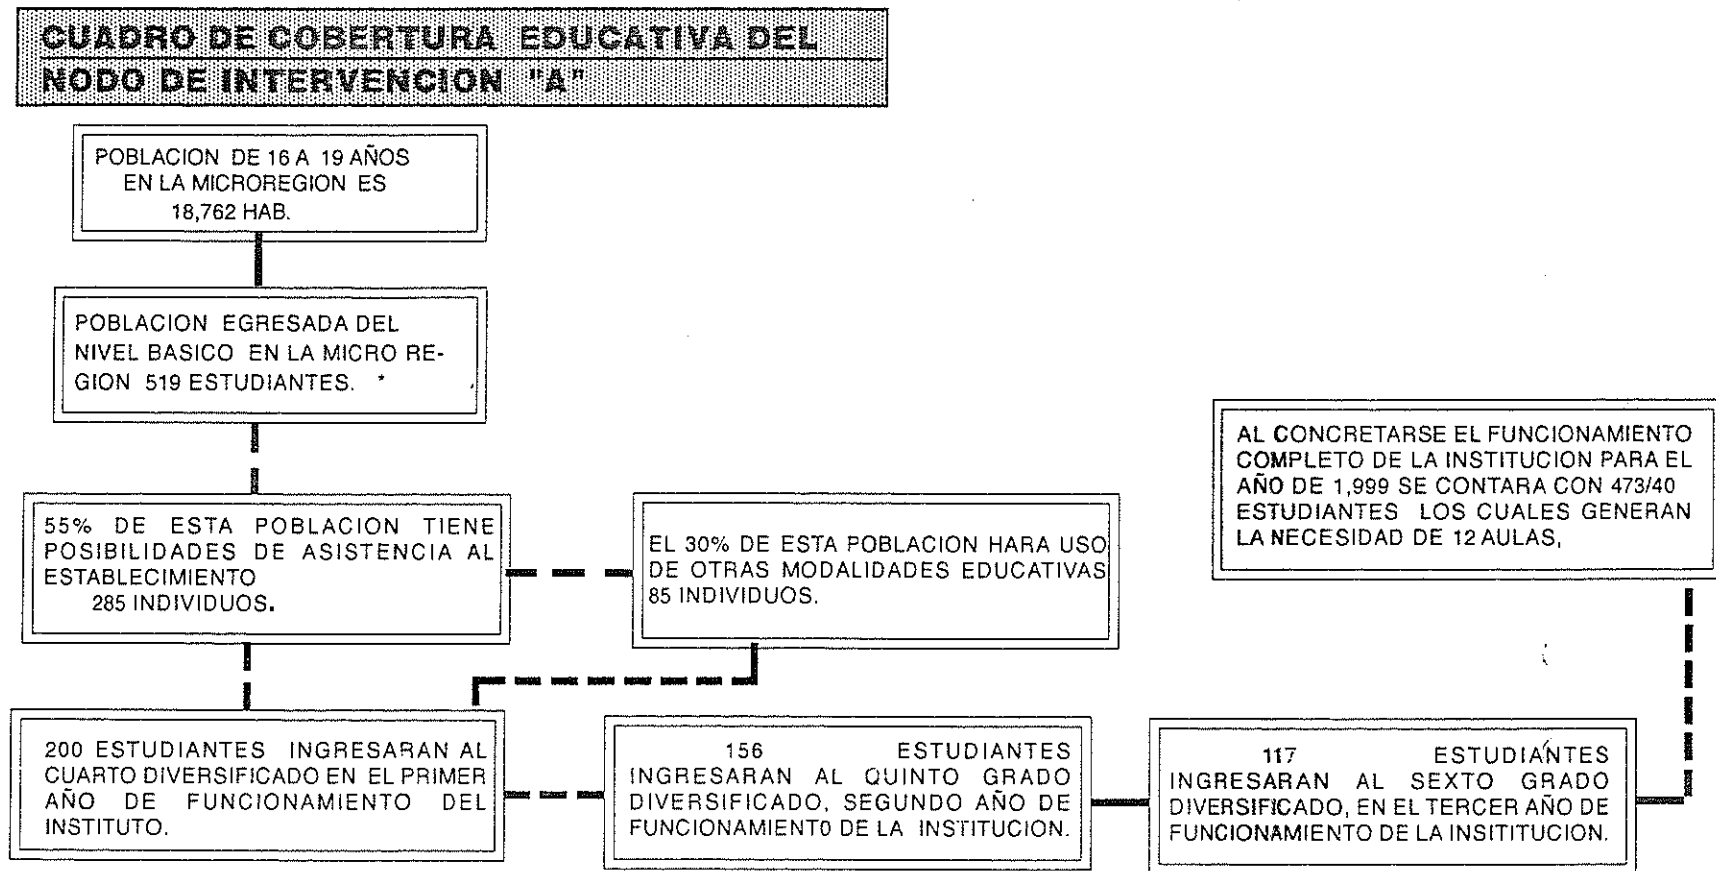 CUADRO DE COBERTURA EDUCATIVA DEL
NODO DE INTERVENCION "A"
POBLACION DE 16 A 19 AÑOS
EN LA MICROREGION ES
18,762 HAB.
POBLACION EGRESADA DEL
NIVEL BASICO EN LA MICRO RE-
GION 519 ESTUDIANTES. *
55% DE ESTA POBLACION TIENE
POSIBILIDADES DE ASISTENCIA AL
ESTABLECIMIENTO
285 INDIVIDUOS.
EL 30% DE ESTA POBLACION HARA USO
DE OTRAS MODALIDADES EDUCATIVAS
85 INDIVIDUOS.
200 ESTUDIANTES INGRESARAN AL
CUARTO DIVERSIFICADO EN EL PRIMER
AÑO DE FUNCIONAMIENTO DEL
INSTITUTO.
156 ESTUDIANTES
INGRESARAN AL QUINTO GRADO
DIVERSIFICADO, SEGUNDO AÑO DE
FUNCIONAMIENTO DE LA INSTITUCION.
117 ESTUDIANTES
INGRESARAN AL SEXTO GRADO
DIVERSIFICADO, EN EL TERCER AÑO DE
FUNCIONAMIENTO DE LA INSITITUCION.
AL CONCRETARSE EL FUNCIONAMIENTO
COMPLETO DE LA INSTITUCION PARA EL
AÑO DE 1,999 SE CONTARA CON 473/40
ESTUDIANTES LOS CUALES GENERAN
LA NECESIDAD DE 12 AULAS,